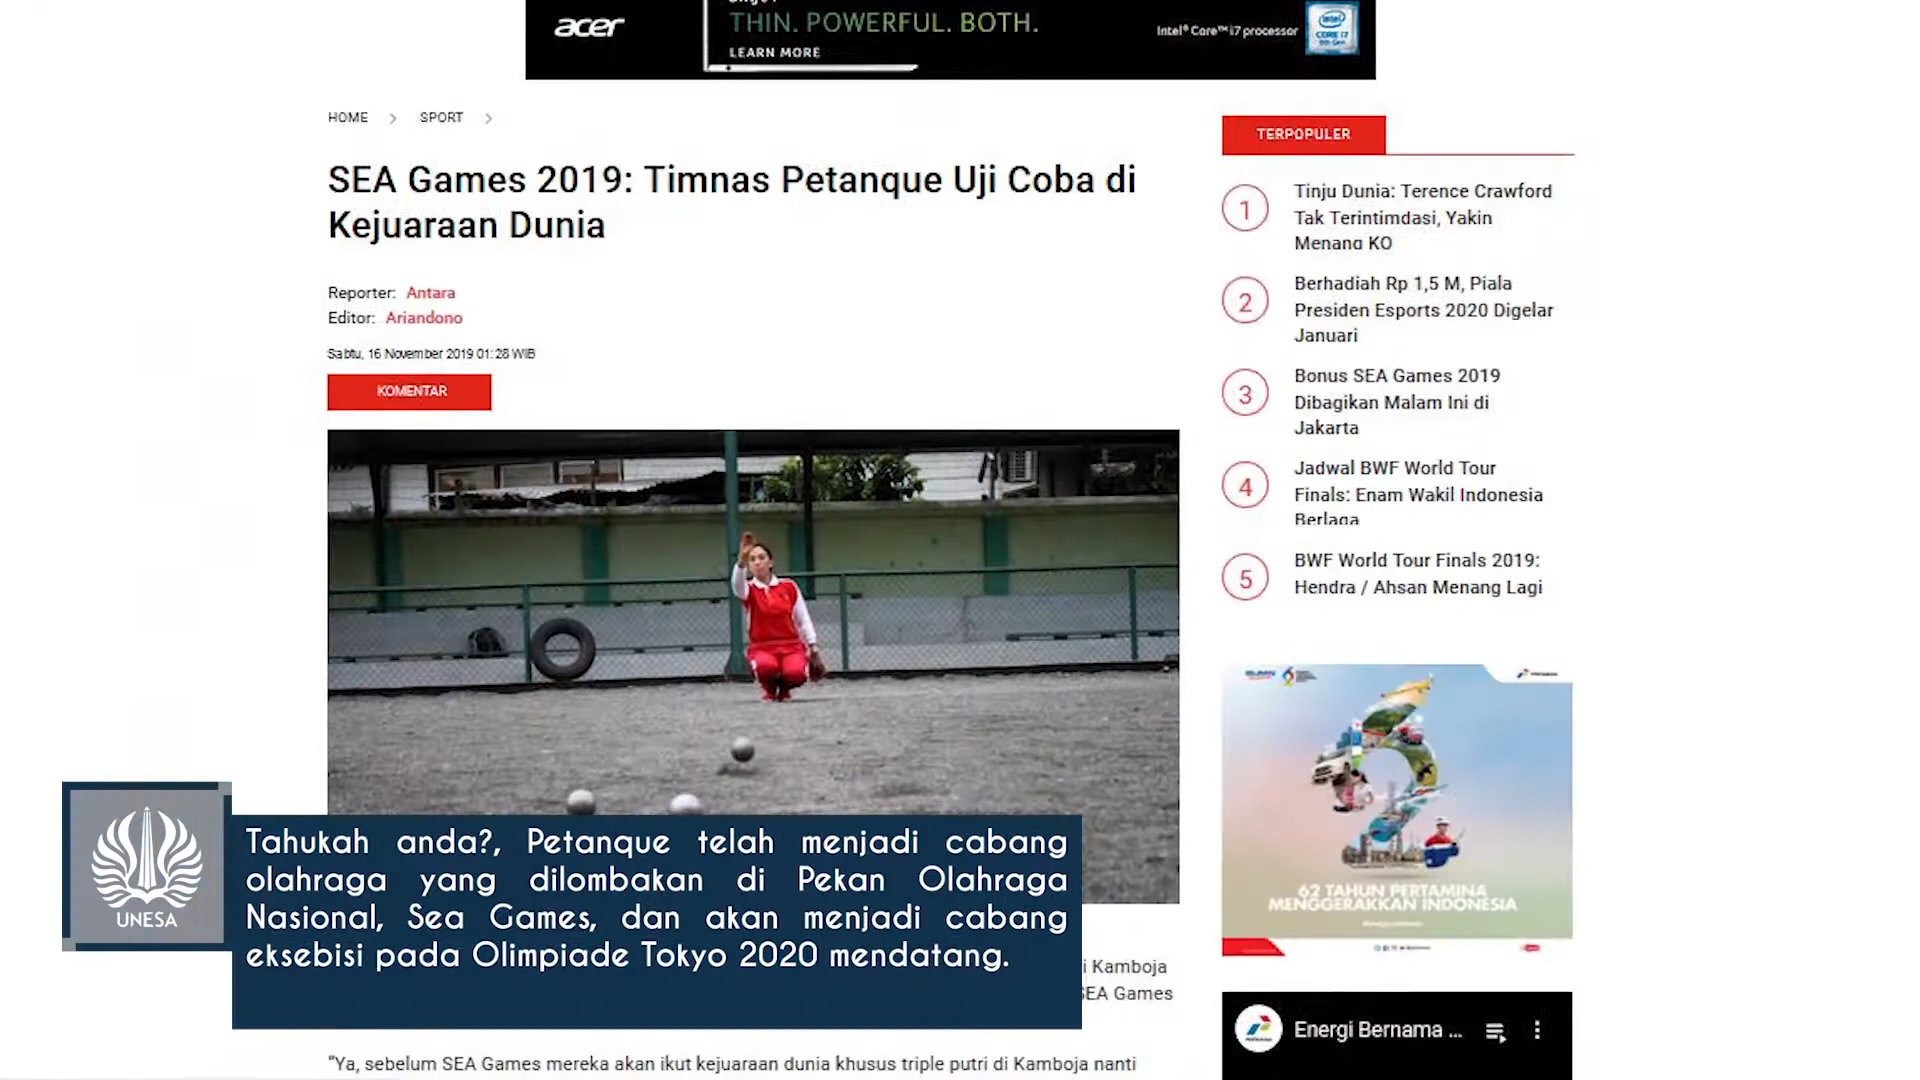 acer
THIN. POWERFUL. BOTH.
LEARN MORE
Intel® Core™ i7 processor
intel
CORE i7
HOME
SPORT
SEA Games 2019: Timnas Petanque Uji Coba di
Kejuaraan Dunia
Reporter: Antara
Editor: Ariandono
Sabtu, 16 November 2019 01:28 WIB
KOMENTAR
TERPOPULER
1
Tinju Dunia: Terence Crawford
Tak Terintimdasi, Yakin
Menang KO
2
Berhadiah Rp 1,5 M, Piala
Presiden Esports 2020 Digelar
Januari
3
Bonus SEA Games 2019
Dibagikan Malam Ini di
Jakarta
4
Jadwal BWF World Tour
Finals: Enam Wakil Indonesia
Berlaga
5
BWF World Tour Finals 2019:
Hendra / Ahsan Menang Lagi
62 TAHUN PERTAMINA
MENGGERAKKAN INDONESIA
Energi Bernama ...
UNESA
Tahukah anda?, Petanque telah menjadi cabang
olahraga yang dilombakan di Pekan Olahraga
Nasional, Sea Games, dan akan menjadi cabang
eksebisi pada Olimpiade Tokyo 2020 mendatang.
i Kamboja
SEA Games
“Ya, sebelum SEA Games mereka akan ikut kejuaraan dunia khusus triple putri di Kamboja nanti